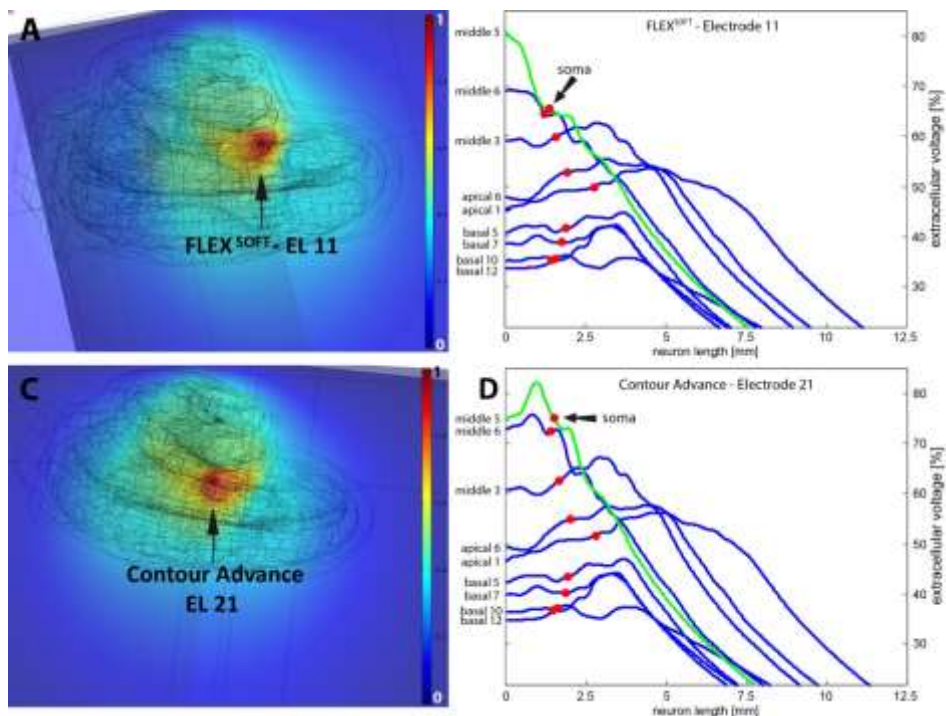 A
1
FLEX SOFT - EL 11
0
FLEX SOFT - Electrode 11
soma
middle 5
middle 6
middle 3
apical 6
apical 1
basal 5
basal 7
basal 10
basal 12
80
70
60
50
40
30
extracellular voltage [%]
0 2.5 5 7.5 10 12.5
neuron length [mm]
C
1
Contour Advance
EL 21
0
D
Contour Advance - Electrode 21
soma
middle 5
middle 6
middle 3
apical 6
apical 1
basal 5
basal 7
basal 10
basal 12
80
70
60
50
40
30
extracellular voltage [%]
0 2.5 5 7.5 10 12.5
neuron length [mm]